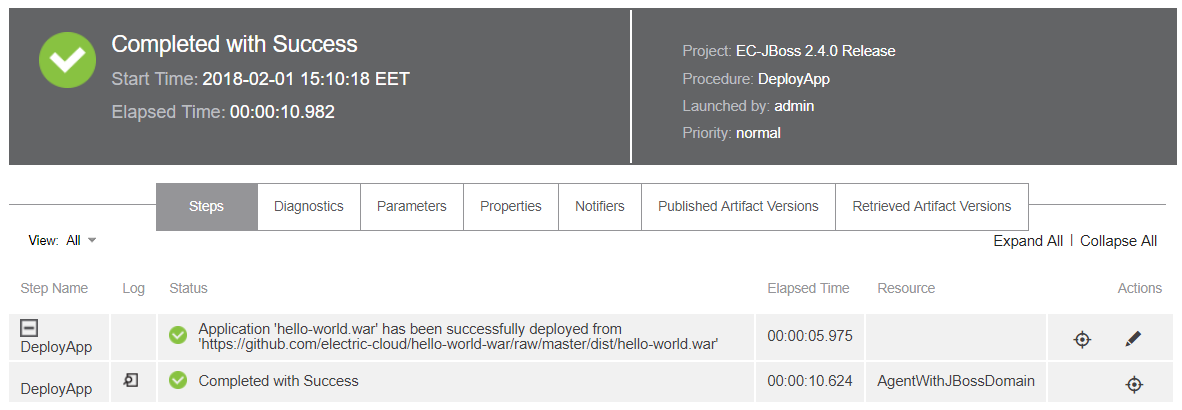 Completed with Success
Start Time: 2018-02-01 15:10:18 EET
Elapsed Time: 00:00:10.982
Project: EC-JBoss 2.4.0 Release
Procedure: DeployApp
Launched by: admin
Priority: normal
Steps Diagnostics Parameters Properties Notifiers Published Artifact Versions Retrieved Artifact Versions
View: All Expand All | Collapse All
Step Name Log Status Elapsed Time Resource Actions
DeployApp
Application 'hello-world.war' has been successfully deployed from
'https://github.com/electric-cloud/hello-world-war/raw/master/dist/hello-world.war'
00:00:05.975
DeployApp Completed with Success 00:00:10.624 AgentWithJBossDomain